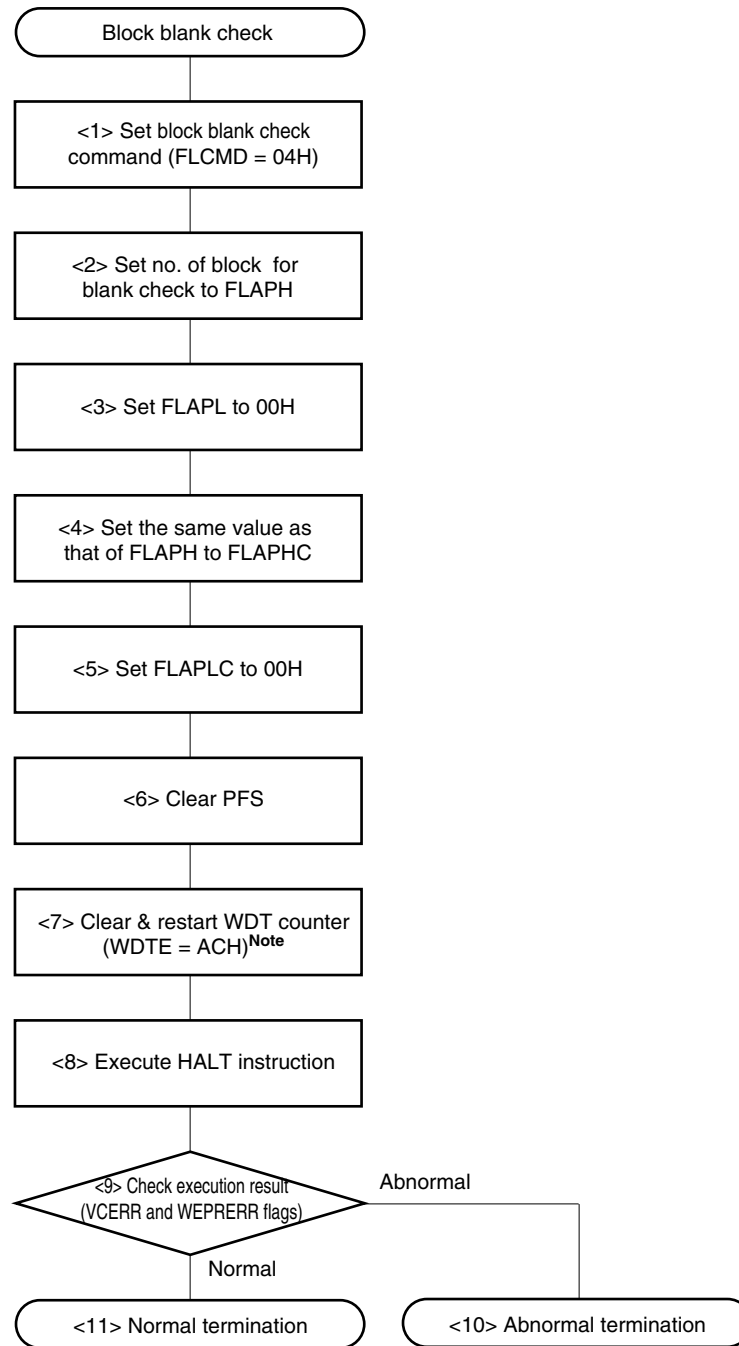 Block blank check
<1> Set block blank check
command (FLCMD = 04H)
<2> Set no. of block for
blank check to FLAPH
<3> Set FLAPL to 00H
<4> Set the same value as
that of FLAPH to FLAPHC
<5> Set FLAPLC to 00H
<6> Clear PFS
<7> Clear & restart WDT counter
(WDTE = ACH)Note
<8> Execute HALT instruction
<9> Check execution result
(VCERR and WEPRERR flags)
Abnormal
Normal
<11> Normal termination
<10> Abnormal termination